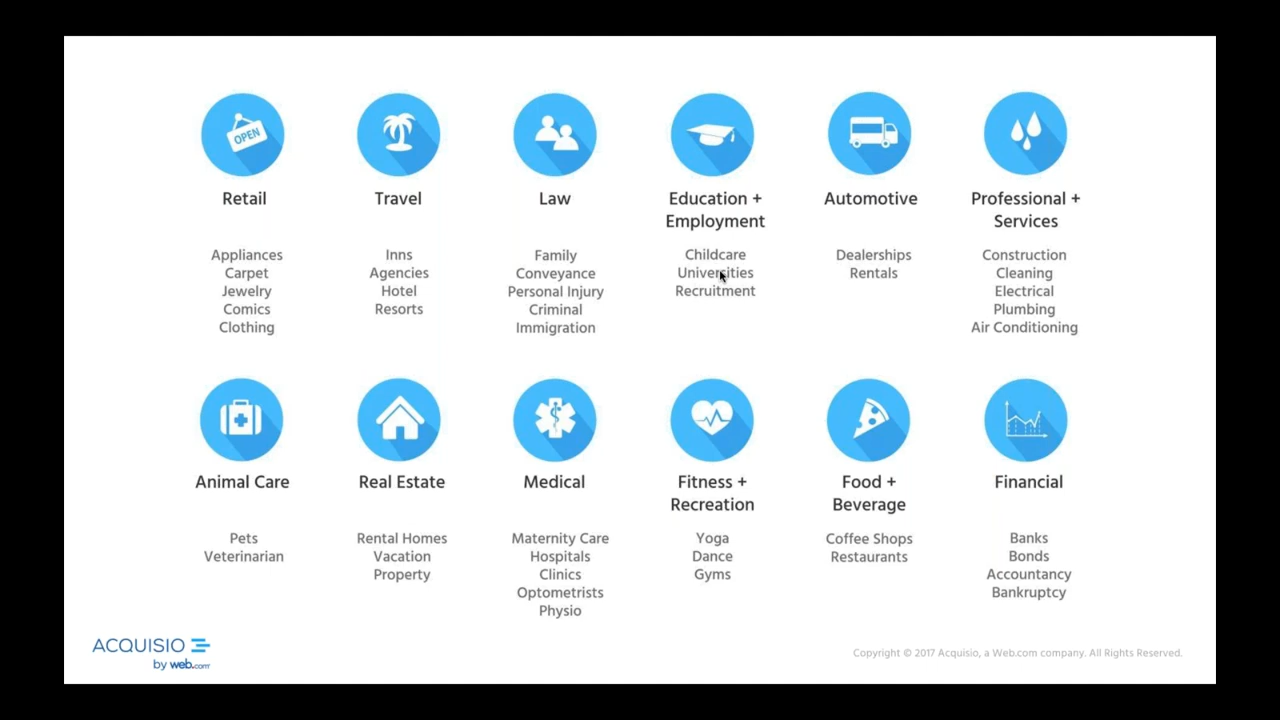 OPEN
Retail
Appliances
Carpet
Jewelry
Comics
Clothing
Travel
Inns
Agencies
Hotel
Resorts
Law
Family
Conveyance
Personal Injury
Criminal
Immigration
Education +
Employment
Childcare
Universities
Recruitment
Automotive
Dealerships
Rentals
Professional +
Services
Construction
Cleaning
Electrical
Plumbing
Air Conditioning
Animal Care
Pets
Veterinarian
Real Estate
Rental Homes
Vacation
Property
Medical
Maternity Care
Hospitals
Clinics
Optometrists
Physio
Fitness +
Recreation
Yoga
Dance
Gyms
Food +
Beverage
Coffee Shops
Restaurants
Financial
Banks
Bonds
Accountancy
Bankruptcy
ACQUISIO
by web.com
Copyright © 2017 Acquisio, a Web.com company. All Rights Reserved.